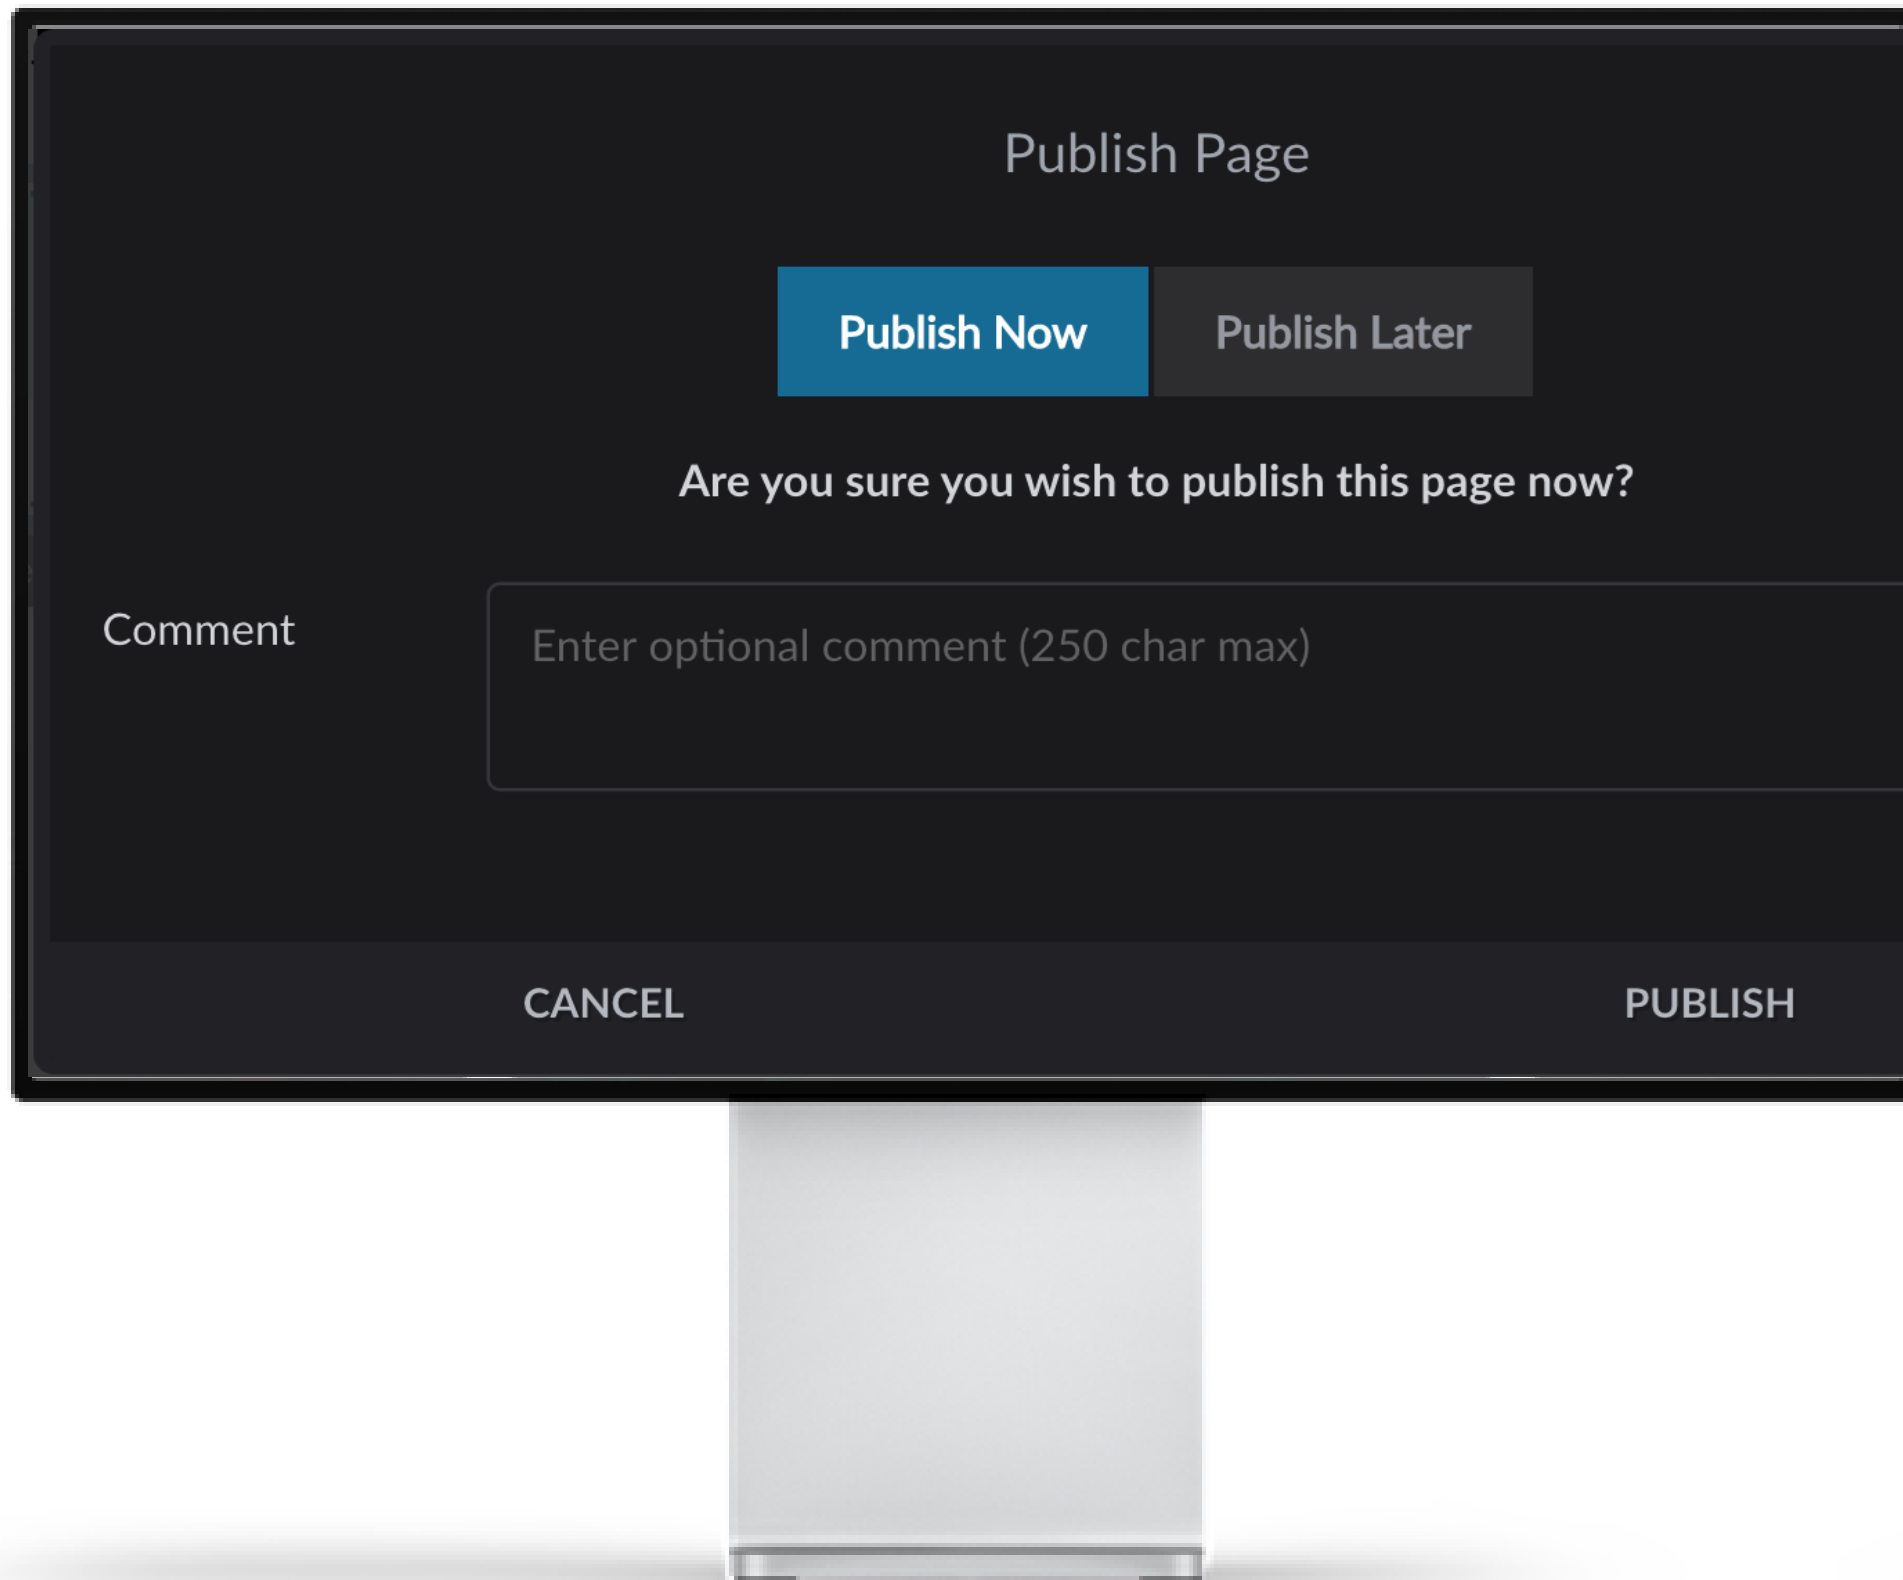 Publish Page
Publish Now Publish Later
Are you sure you wish to publish this page now?
Comment
Enter optional comment (250 char max)
CANCEL PUBLISH